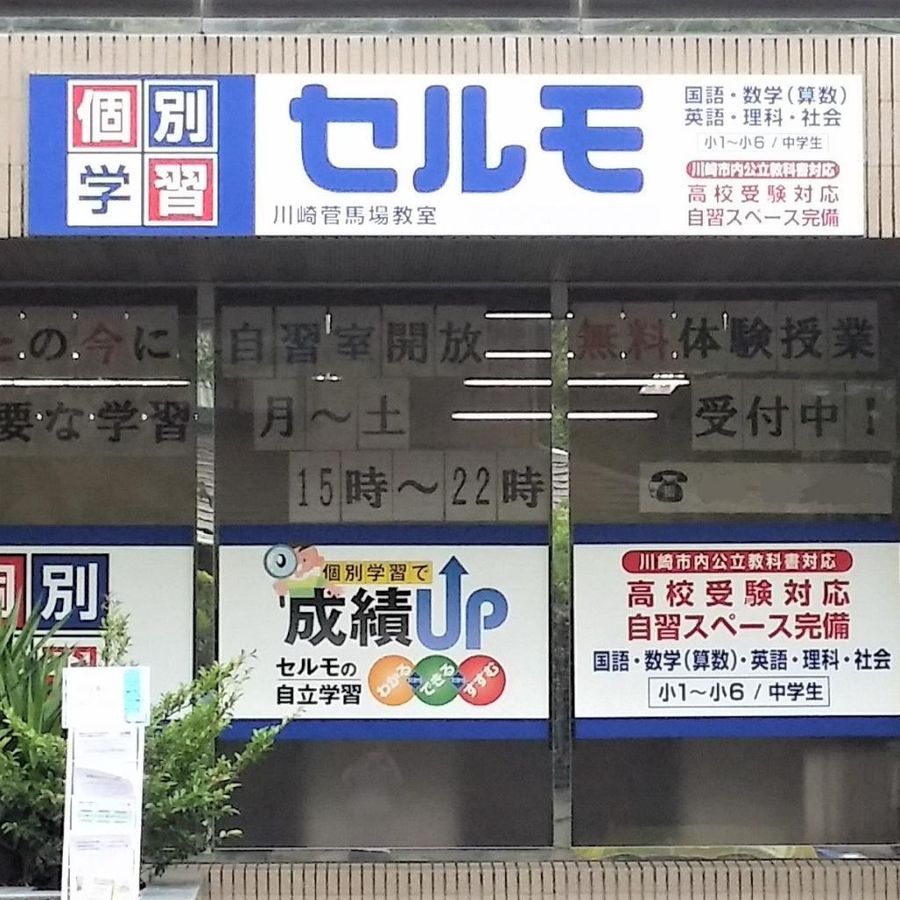 個別
学習
セルモ
川崎菅馬場教室
国語・数学(算数)
英語・理科・社会
小1～小6 / 中学生
川崎市内公立教科書対応
高校受験対応
自習スペース完備
の今に
要な学習
自習室開放
月～土
15時～22時
無料体験授業
受付中!
☎
個別
習
個別学習で
成績UP
セルモの
自立学習
わかる
できる
すすむ
川崎市内公立教科書対応
高校受験対応
自習スペース完備
国語・数学(算数)・英語・理科・社会
小1～小6 / 中学生